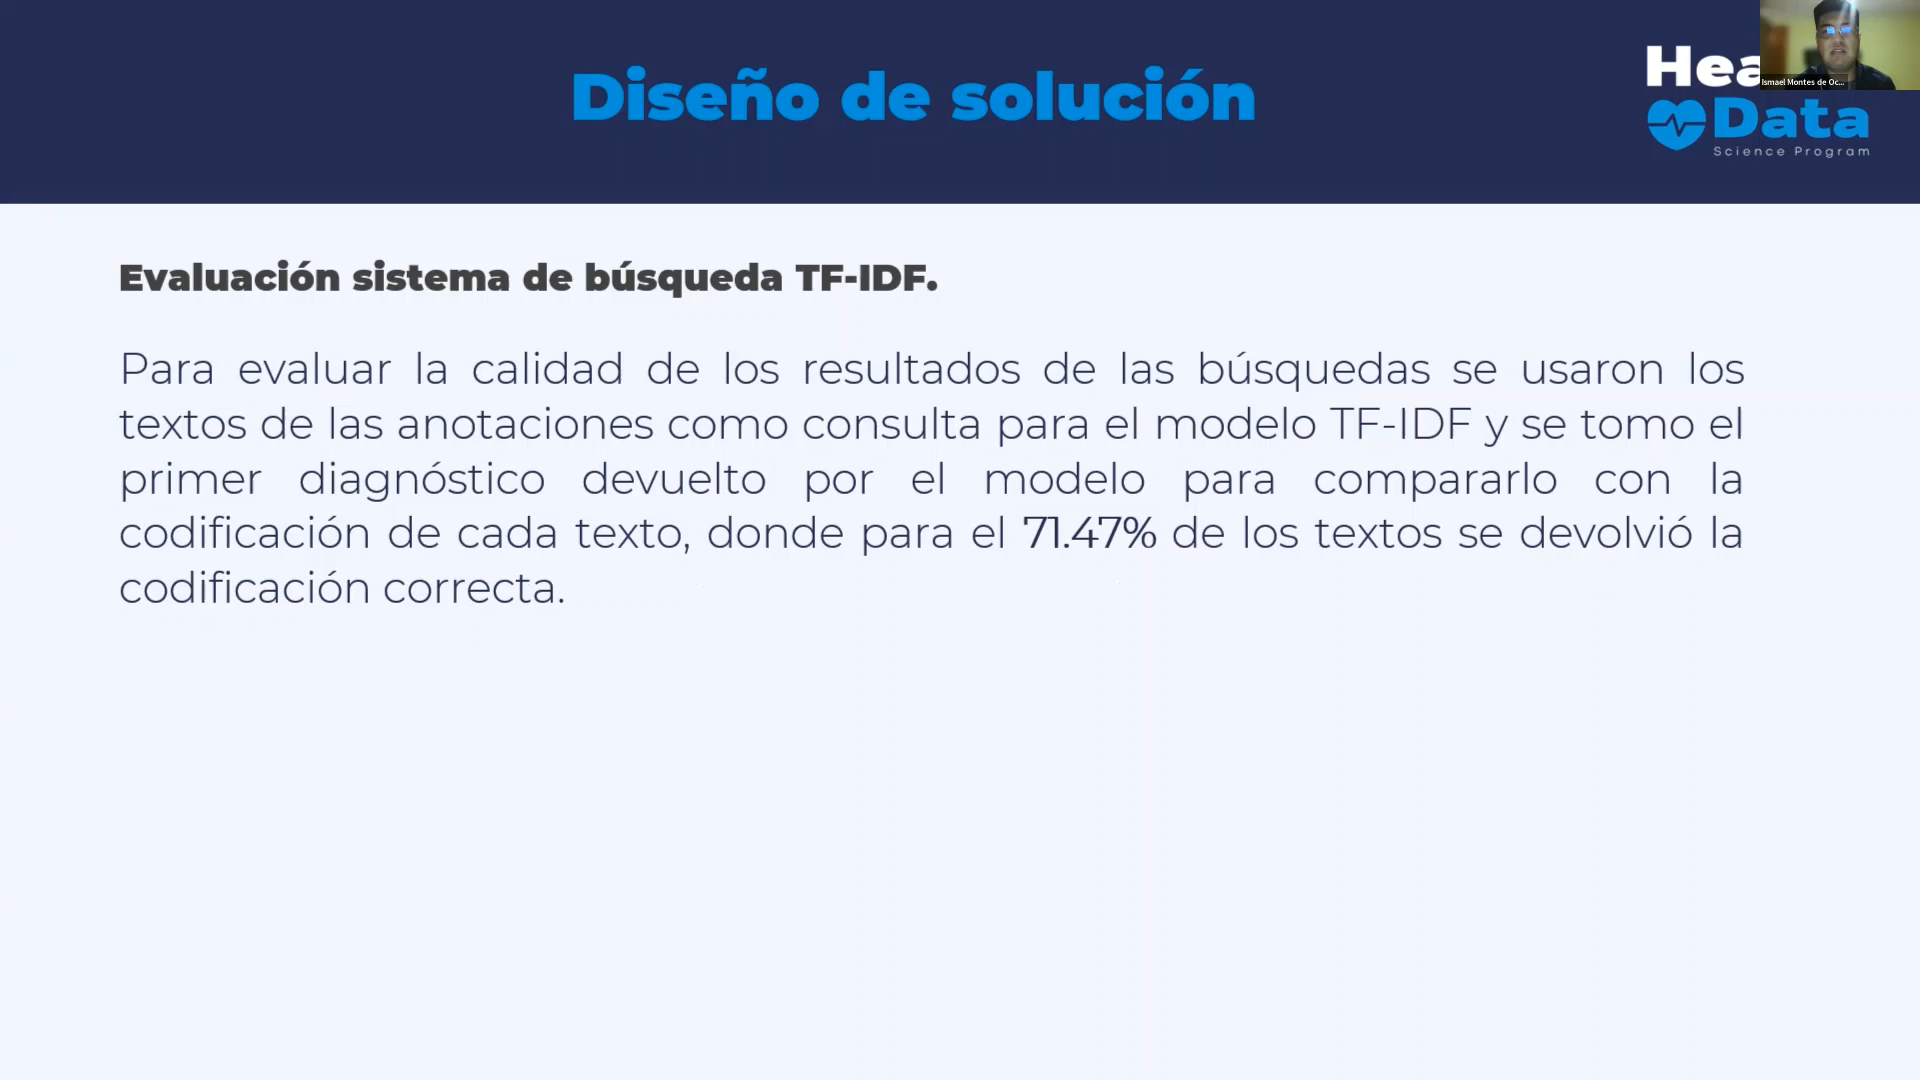 Diseño de solución
Hea
Ismael Montes de Oc...
Data
Science Program
Evaluación sistema de búsqueda TF-IDF.
Para evaluar la calidad de los resultados de las búsquedas se usaron los
textos de las anotaciones como consulta para el modelo TF-IDF y se tomo el
primer diagnóstico devuelto por el modelo para compararlo con la
codificación de cada texto, donde para el 71.47% de los textos se devolvió la
codificación correcta.